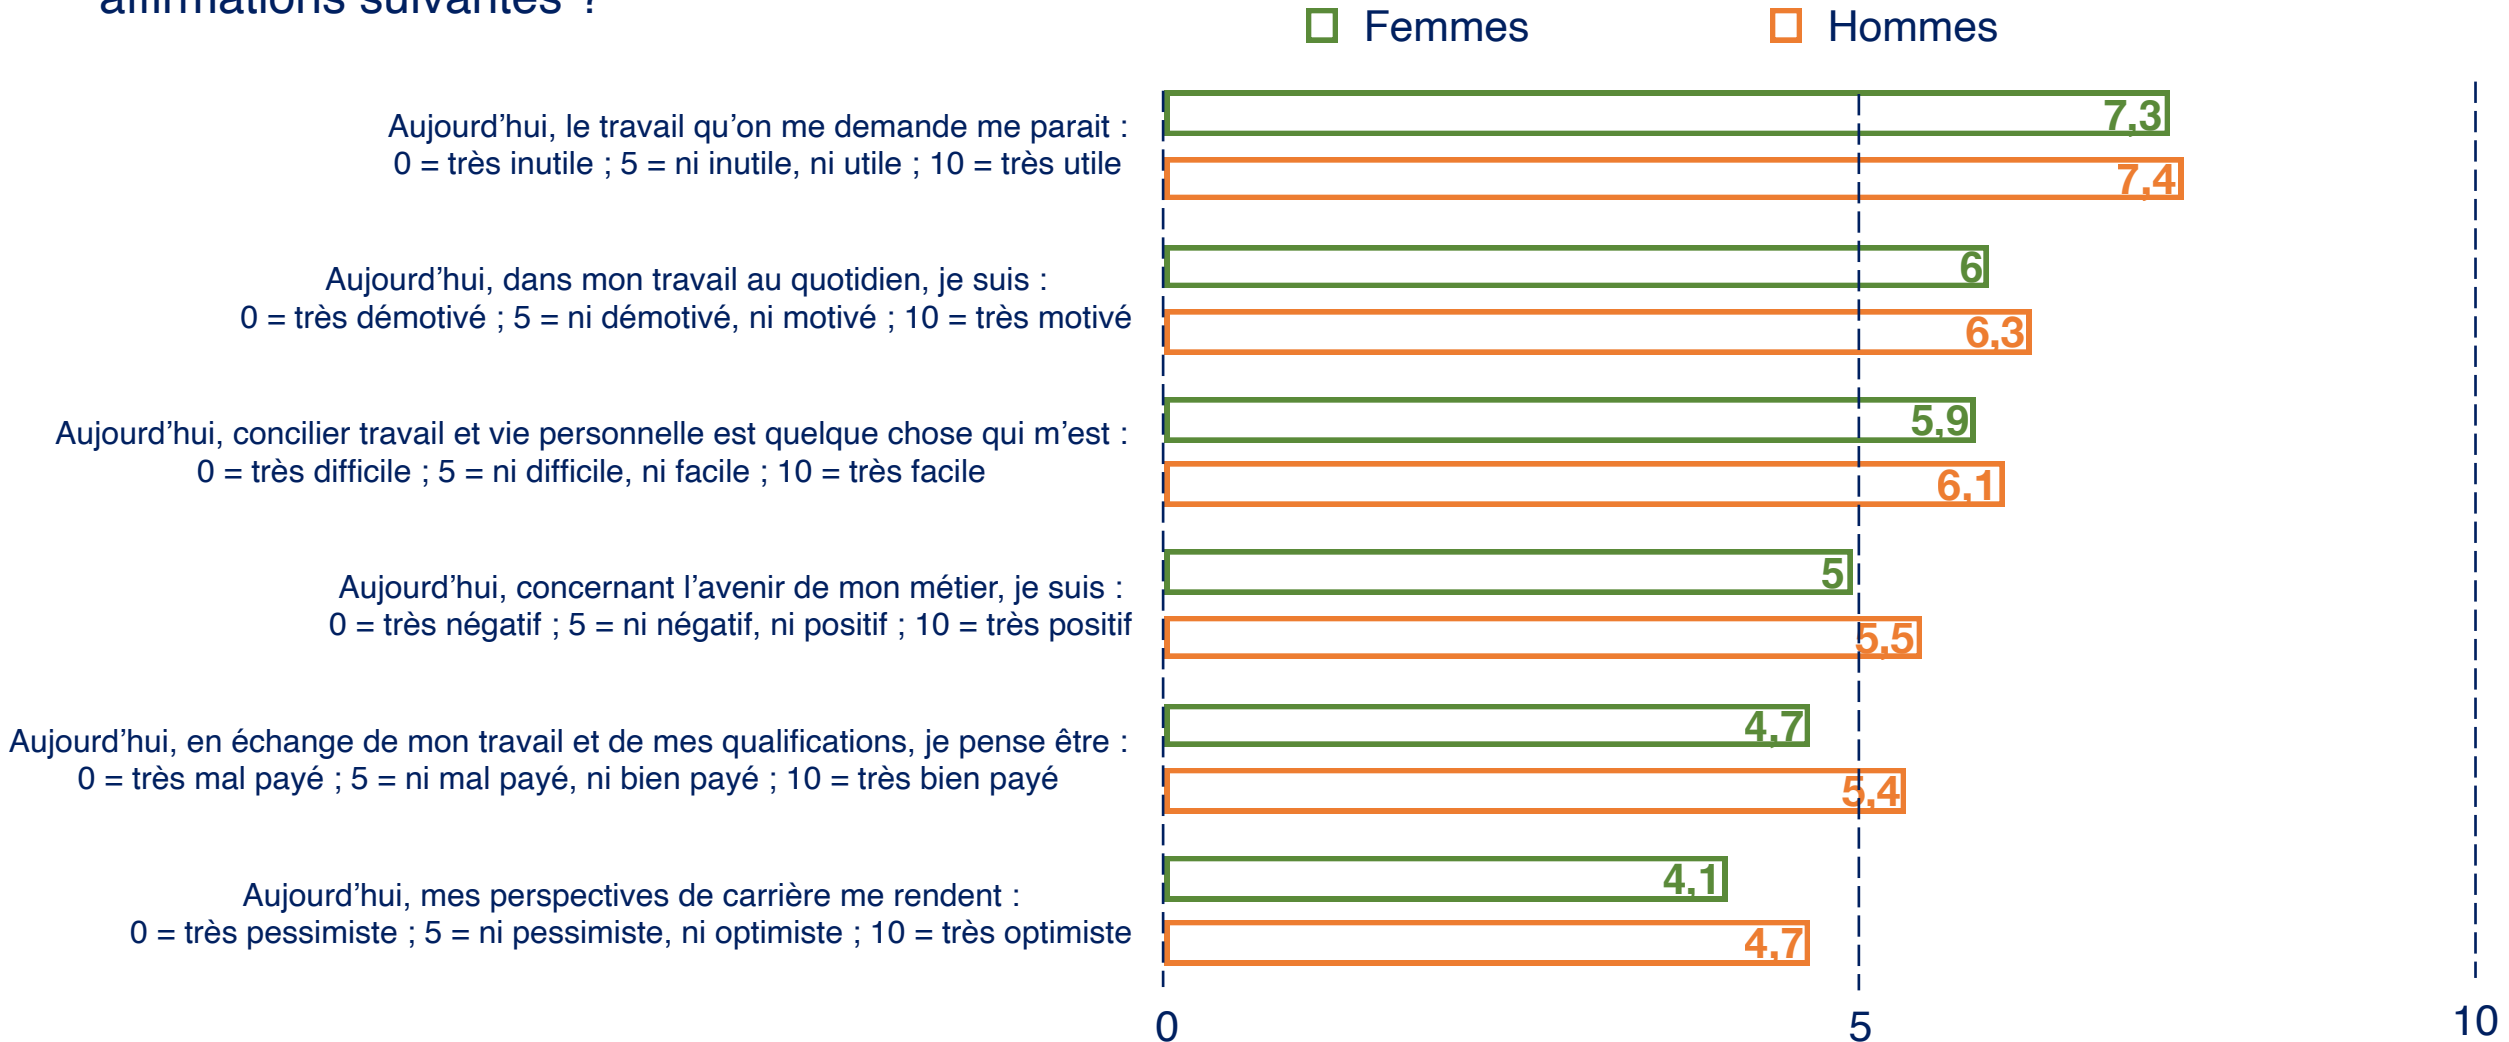 affirmations suivantes ?
Femmes
Hommes
Aujourd’hui, le travail qu’on me demande me parait :
0 = très inutile ; 5 = ni inutile, ni utile ; 10 = très utile
7,3
7,4
Aujourd’hui, dans mon travail au quotidien, je suis :
0 = très démotivé ; 5 = ni démotivé, ni motivé ; 10 = très motivé
6
6,3
Aujourd’hui, concilier travail et vie personnelle est quelque chose qui m’est :
0 = très difficile ; 5 = ni difficile, ni facile ; 10 = très facile
5,9
6,1
Aujourd’hui, concernant l’avenir de mon métier, je suis :
0 = très négatif ; 5 = ni négatif, ni positif ; 10 = très positif
5
5,5
Aujourd’hui, en échange de mon travail et de mes qualifications, je pense être :
0 = très mal payé ; 5 = ni mal payé, ni bien payé ; 10 = très bien payé
4,7
5,4
Aujourd’hui, mes perspectives de carrière me rendent :
0 = très pessimiste ; 5 = ni pessimiste, ni optimiste ; 10 = très optimiste
4,1
4,7
0
5
10